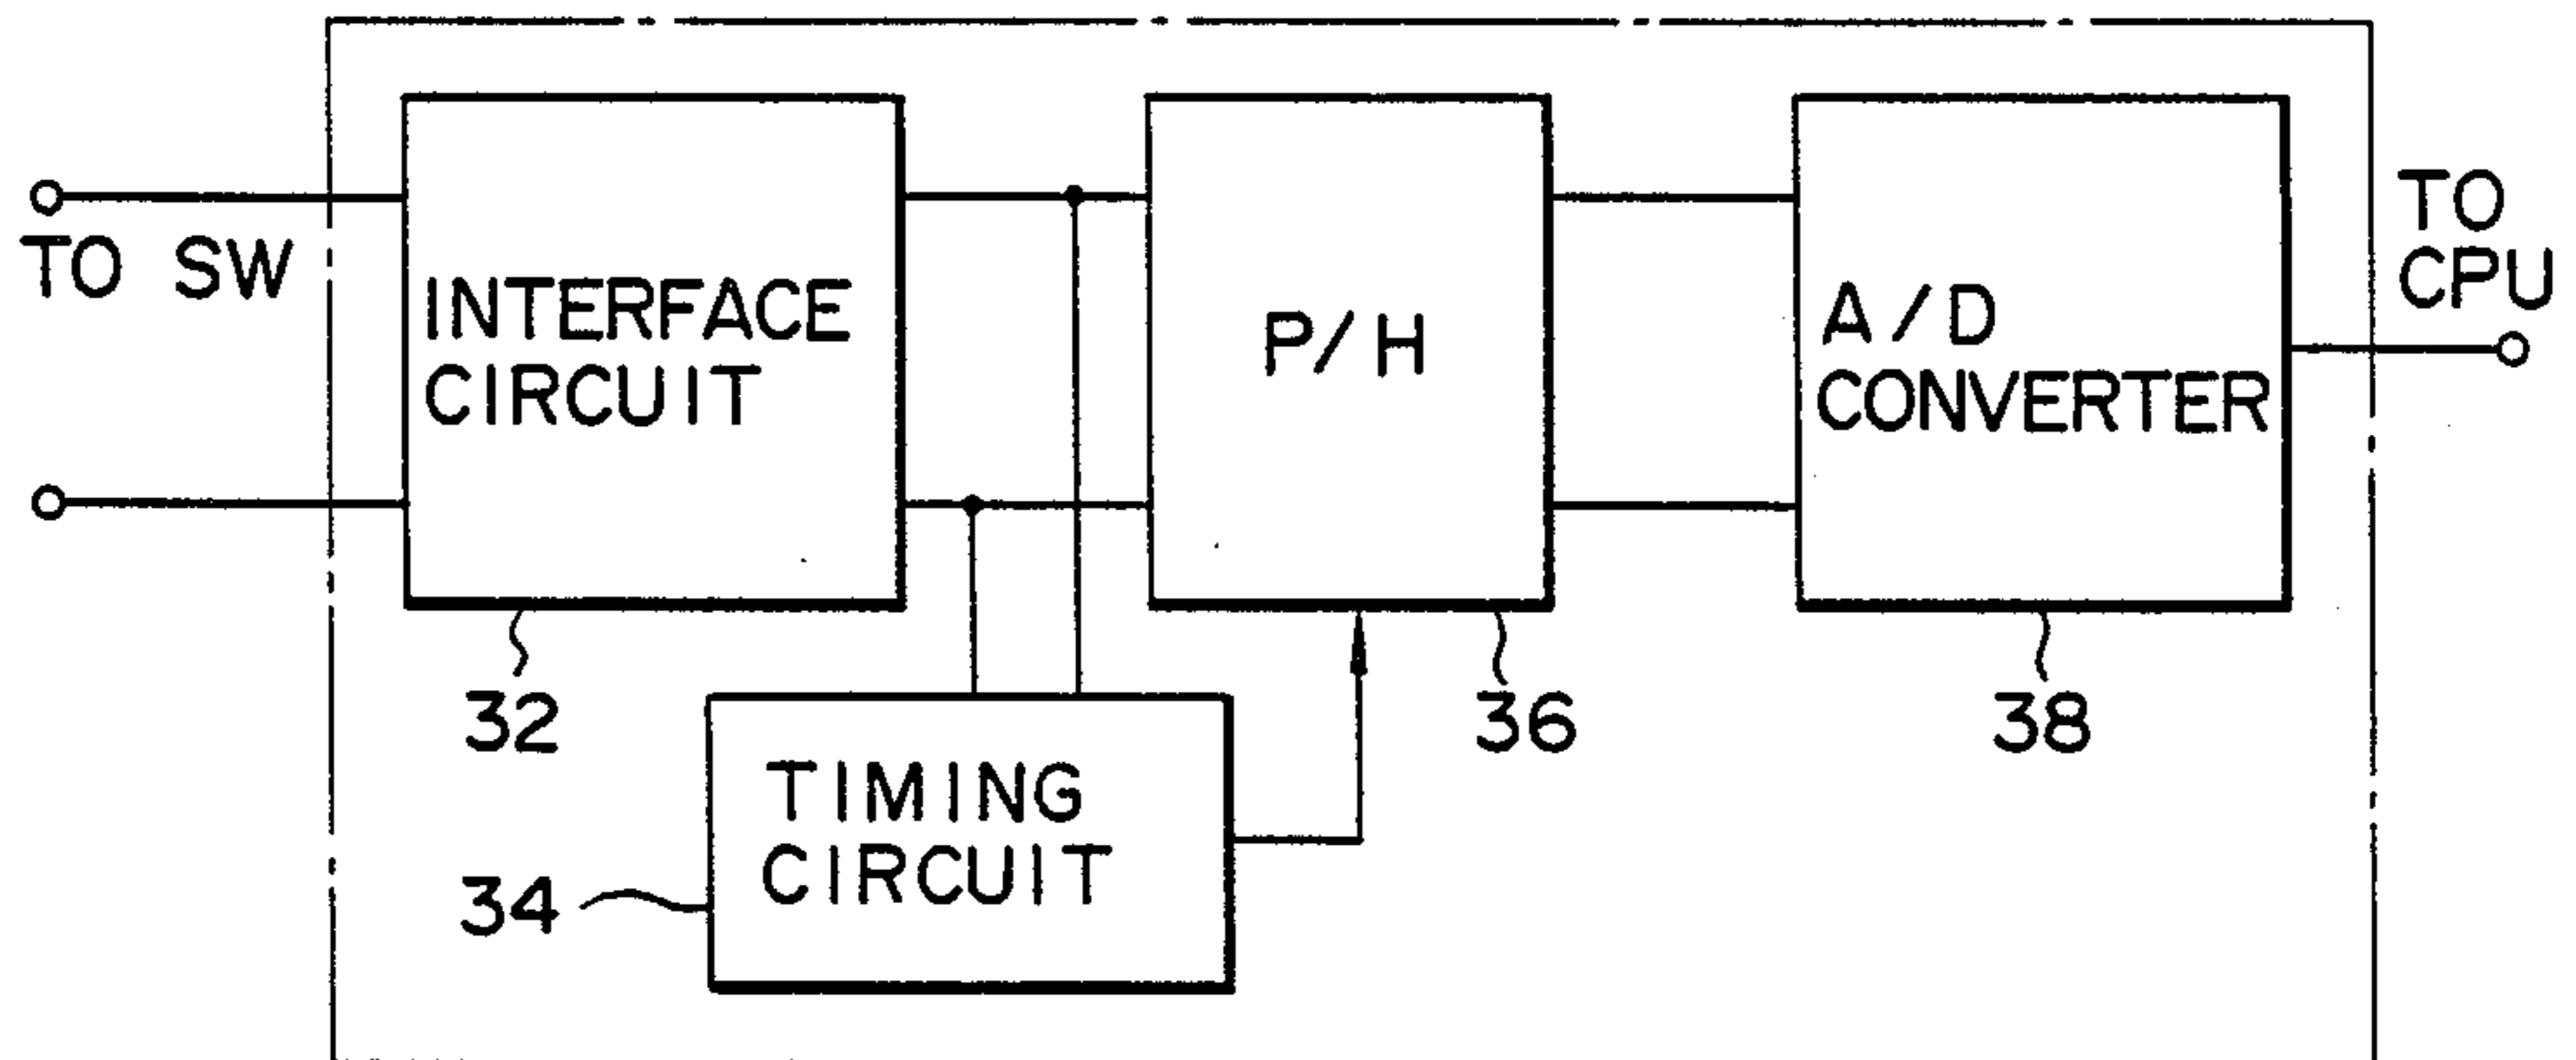 TO SW
INTERFACE
CIRCUIT
32
P/H
36
A/D
CONVERTER
38
TO
CPU
TIMING
CIRCUIT
34